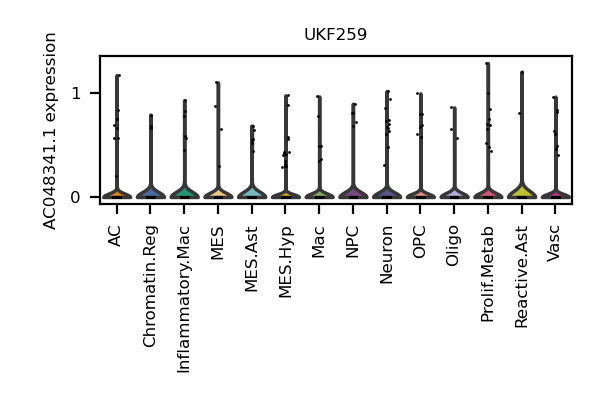 UKF259
AC048341.1 expression
1
0
AC
Chromatin.Reg
Inflammatory.Mac
MES
MES.Ast
MES.Hyp
Mac
NPC
Neuron
OPC
Oligo
Prolif.Metab
Reactive.Ast
Vasc